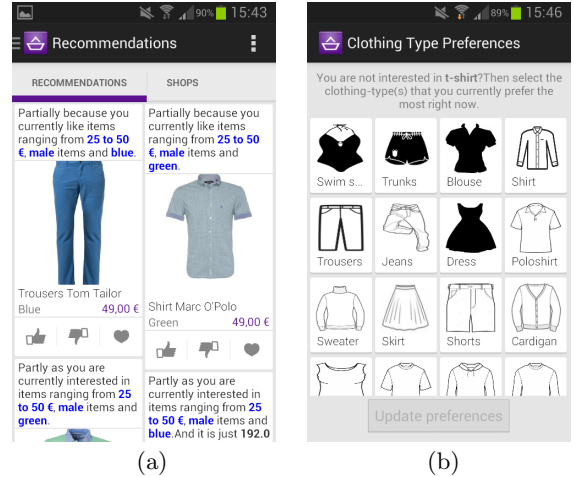 90% 15:43
Recommendations
RECOMMENDATIONS SHOPS
Partially because you
currently like items
ranging from 25 to 50
€, male items and blue.
Trousers Tom Tailor
Blue 49,00 €
Partly as you are
currently interested in
items ranging from 25
to 50 €, male items and
green.
Partially because you
currently like items
ranging from 25 to 50
€, male items and
green.
Shirt Marc O'Polo
Green 49,00 €
Partly as you are
currently interested in
items ranging from 25
to 50 €, male items and
blue.And it is just 192.0
(a)
89% 15:46
Clothing Type Preferences
You are not interested in t-shirt?Then select the
clothing-type(s) that you currently prefer the
most right now.
Swim s... Trunks Blouse Shirt
Trousers Jeans Dress Poloshirt
Sweater Skirt Shorts Cardigan
Update preferences
(b)